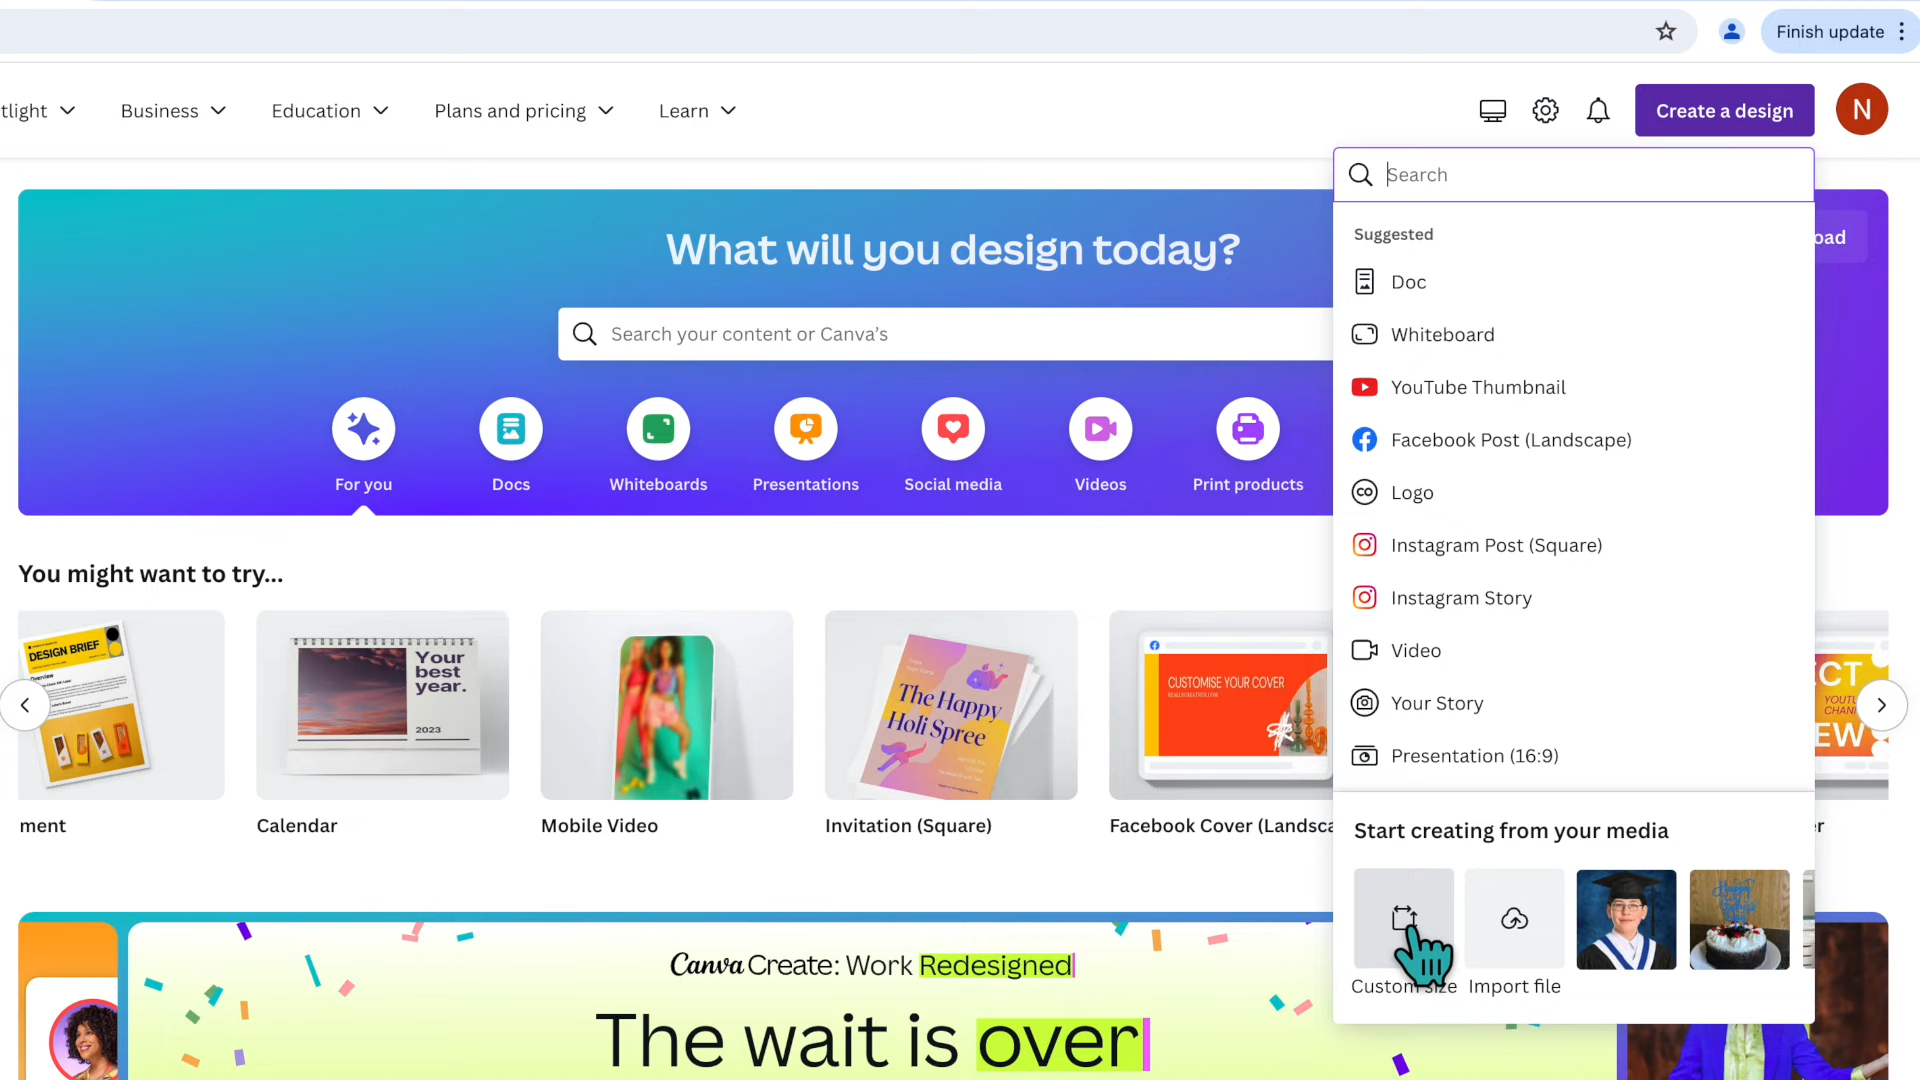 Finish update
tlight
Business
Education
Plans and pricing
Learn
Create a design
N
Search
Suggested
Doc
Whiteboard
YouTube Thumbnail
Facebook Post (Landscape)
Logo
Instagram Post (Square)
Instagram Story
Video
Your Story
Presentation (16:9)
Start creating from your media
Custom size
Import file
oad
What will you design today?
Search your content or Canva's
For you
Docs
Whiteboards
Presentations
Social media
Videos
Print products
You might want to try...
DESIGN BRIEF
Overview
Your
best
year.
2023
The Happy
Holi Spree
CUSTOMISE YOUR COVER
ECT
EW
ment
Calendar
Mobile Video
Invitation (Square)
Facebook Cover (Landsca
er
Canva Create: Work Redesigned
The wait is over